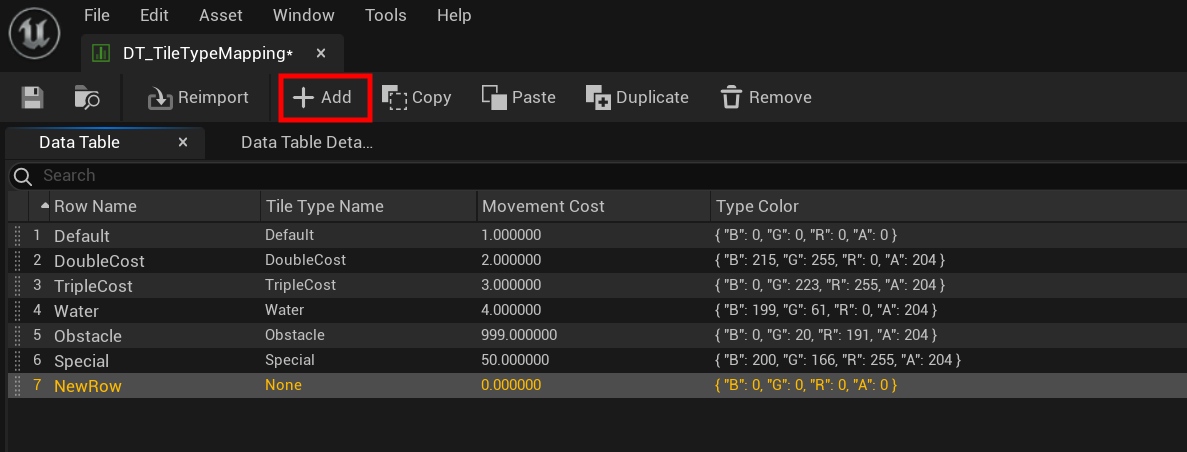 File Edit Asset Window Tools Help
DT_TileTypeMapping* ×
Reimport Add Copy Paste Duplicate Remove
Data Table × Data Table Deta...
Search
Row Name Tile Type Name Movement Cost Type Color
1 Default Default 1.000000 { "B": 0, "G": 0, "R": 0, "A": 0 }
2 DoubleCost DoubleCost 2.000000 { "B": 215, "G": 255, "R": 0, "A": 204 }
3 TripleCost TripleCost 3.000000 { "B": 0, "G": 223, "R": 255, "A": 204 }
4 Water Water 4.000000 { "B": 199, "G": 61, "R": 0, "A": 204 }
5 Obstacle Obstacle 999.000000 { "B": 0, "G": 20, "R": 191, "A": 204 }
6 Special Special 50.000000 { "B": 200, "G": 166, "R": 255, "A": 204 }
7 NewRow None 0.000000 { "B": 0, "G": 0, "R": 0, "A": 0 }